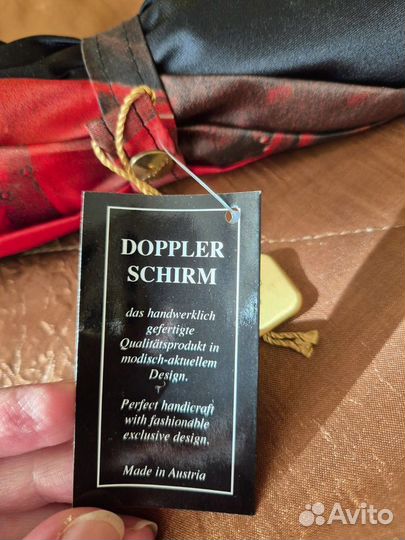 DOPPLER
SCHIRM
das handwerklich
gefertigte
Qualitätsprodukt in
modisch-aktuellem
Design.
Perfect handicraft
with fashionable
exclusive design.
Made in Austria
Avito